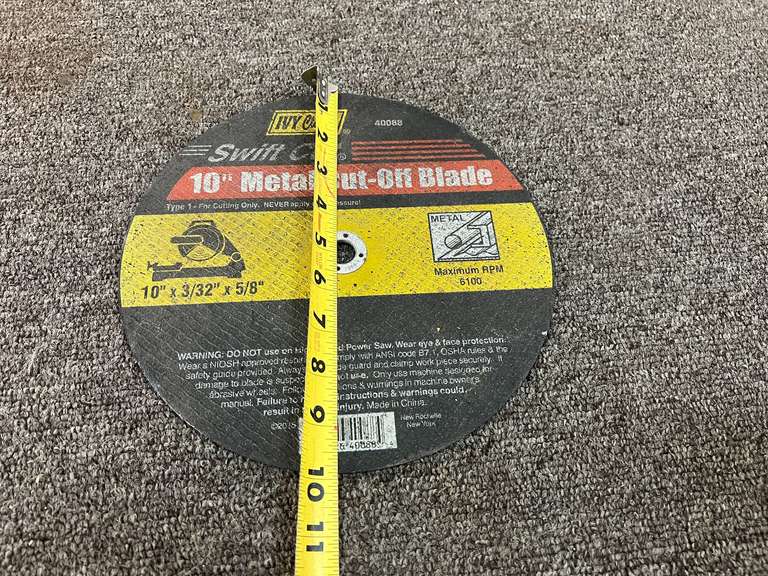 IVY
40088
Swift
®
10" Metal Cut-Off Blade
Type 1 - For Cutting Only. NEVER apply
METAL
Maximum RPM
6100
10" x 3/32" x 5/8"
WARNING: DO NOT use on Power Saw. Wear eye & face protection.
Wear a NIOSH approved comply with ANSI code B7.1, OSHA rules & the
safety guide provided. Always guard and clamp work piece securely.
damage to blade is use. Only use machine designed for
abrasive wheels. & warnings in machine owners
manual. Failure to instructions & warnings could
result in injury. Made in China.
©2015
New Rochelle
New York
2
3
4
5
6
7
8
9
10
11